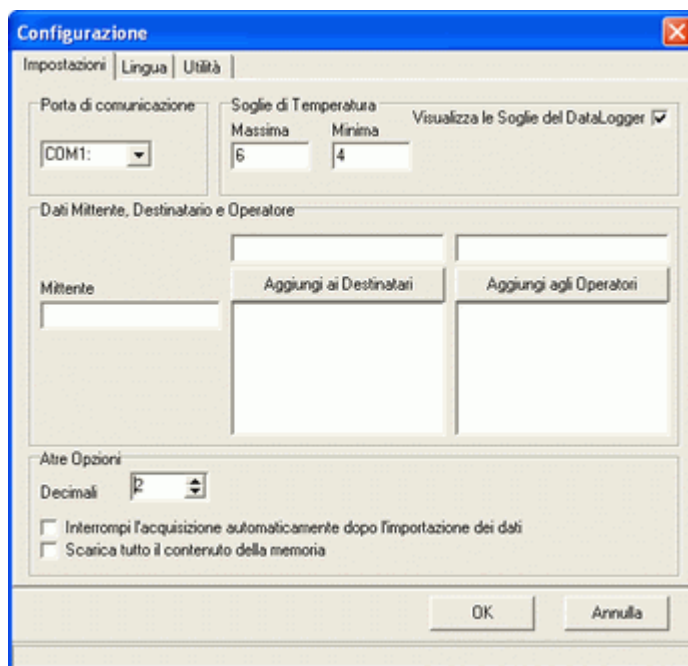 Configurazione
Impostazioni Lingua Utilità
Porta di comunicazione
COM1:
Soglie di Temperatura
Massima Minima
6 4
Visualizza le Soglie del DataLogger
Dati Mittente, Destinatario e Operatore
Mittente
Aggiungi ai Destinatari Aggiungi agli Operatori
Atre Opzioni
Decimali 2
Interrompi l'acquisizione automaticamente dopo l'importazione dei dati
Scarica tutto il contenuto della memoria
OK Annulla